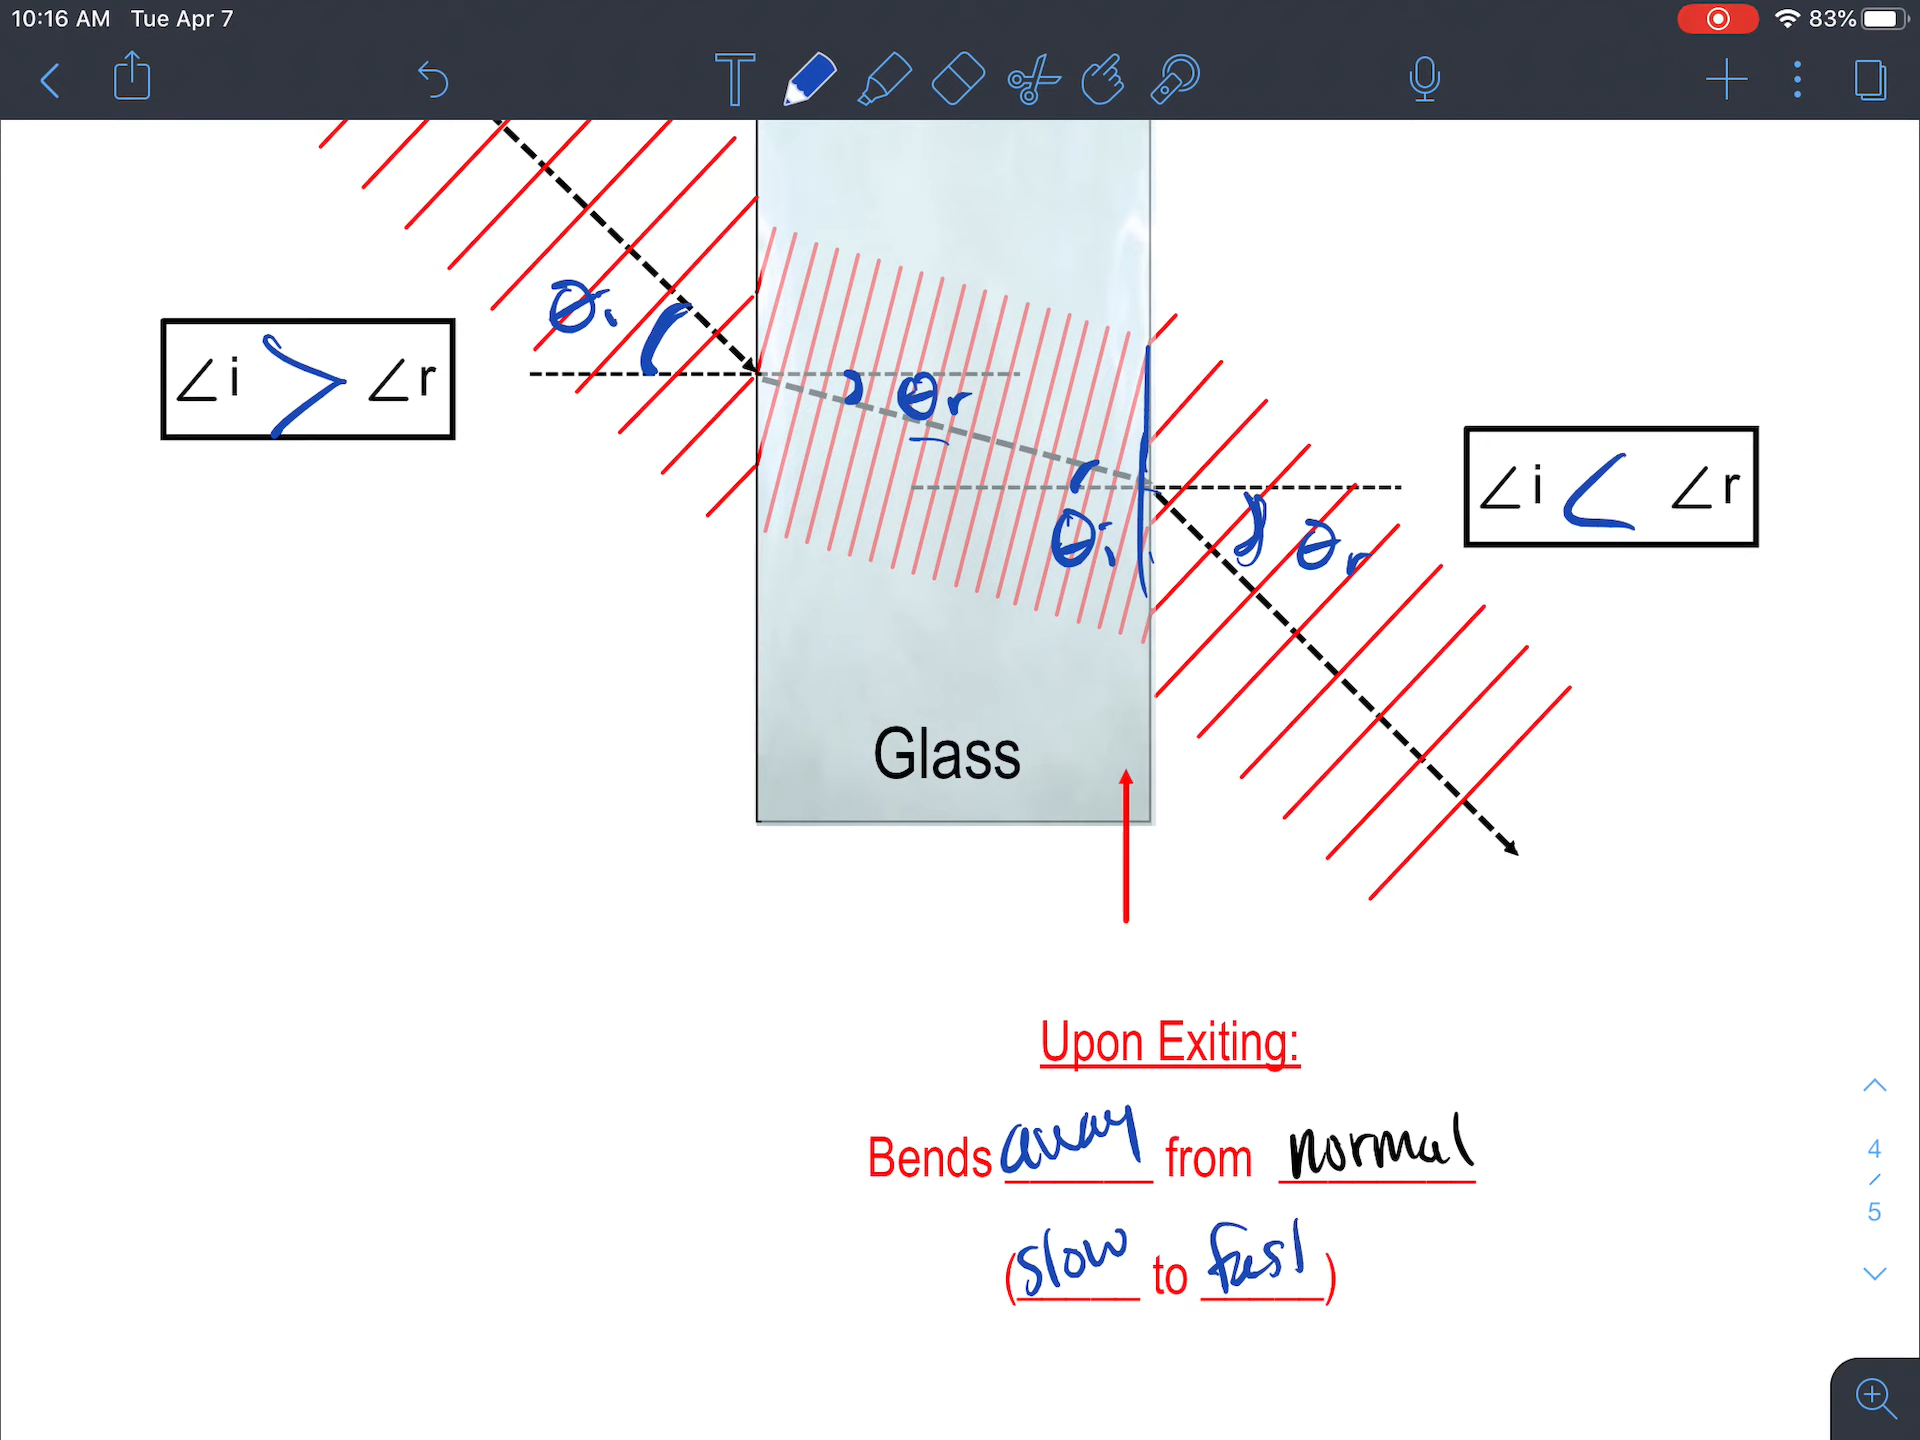 10:16 AM Tue Apr 7
83%
T
θi
∠i > ∠r
θr
∠i < ∠r
θi
θr
Glass
Upon Exiting:
Bends away from normal
(slow to fast)
4
/
5